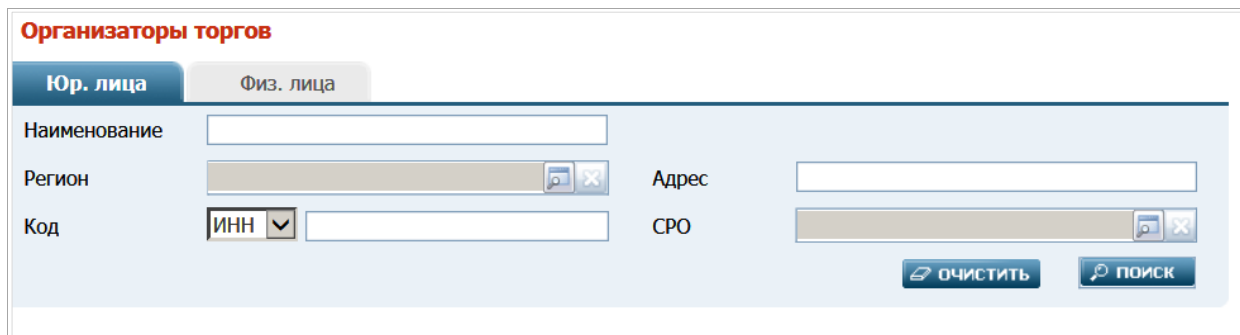 Организаторы торгов
Юр. лица Физ. лица
Наименование
Регион Адрес
Код ИНН СРО
ОЧИСТИТЬ ПОИСК